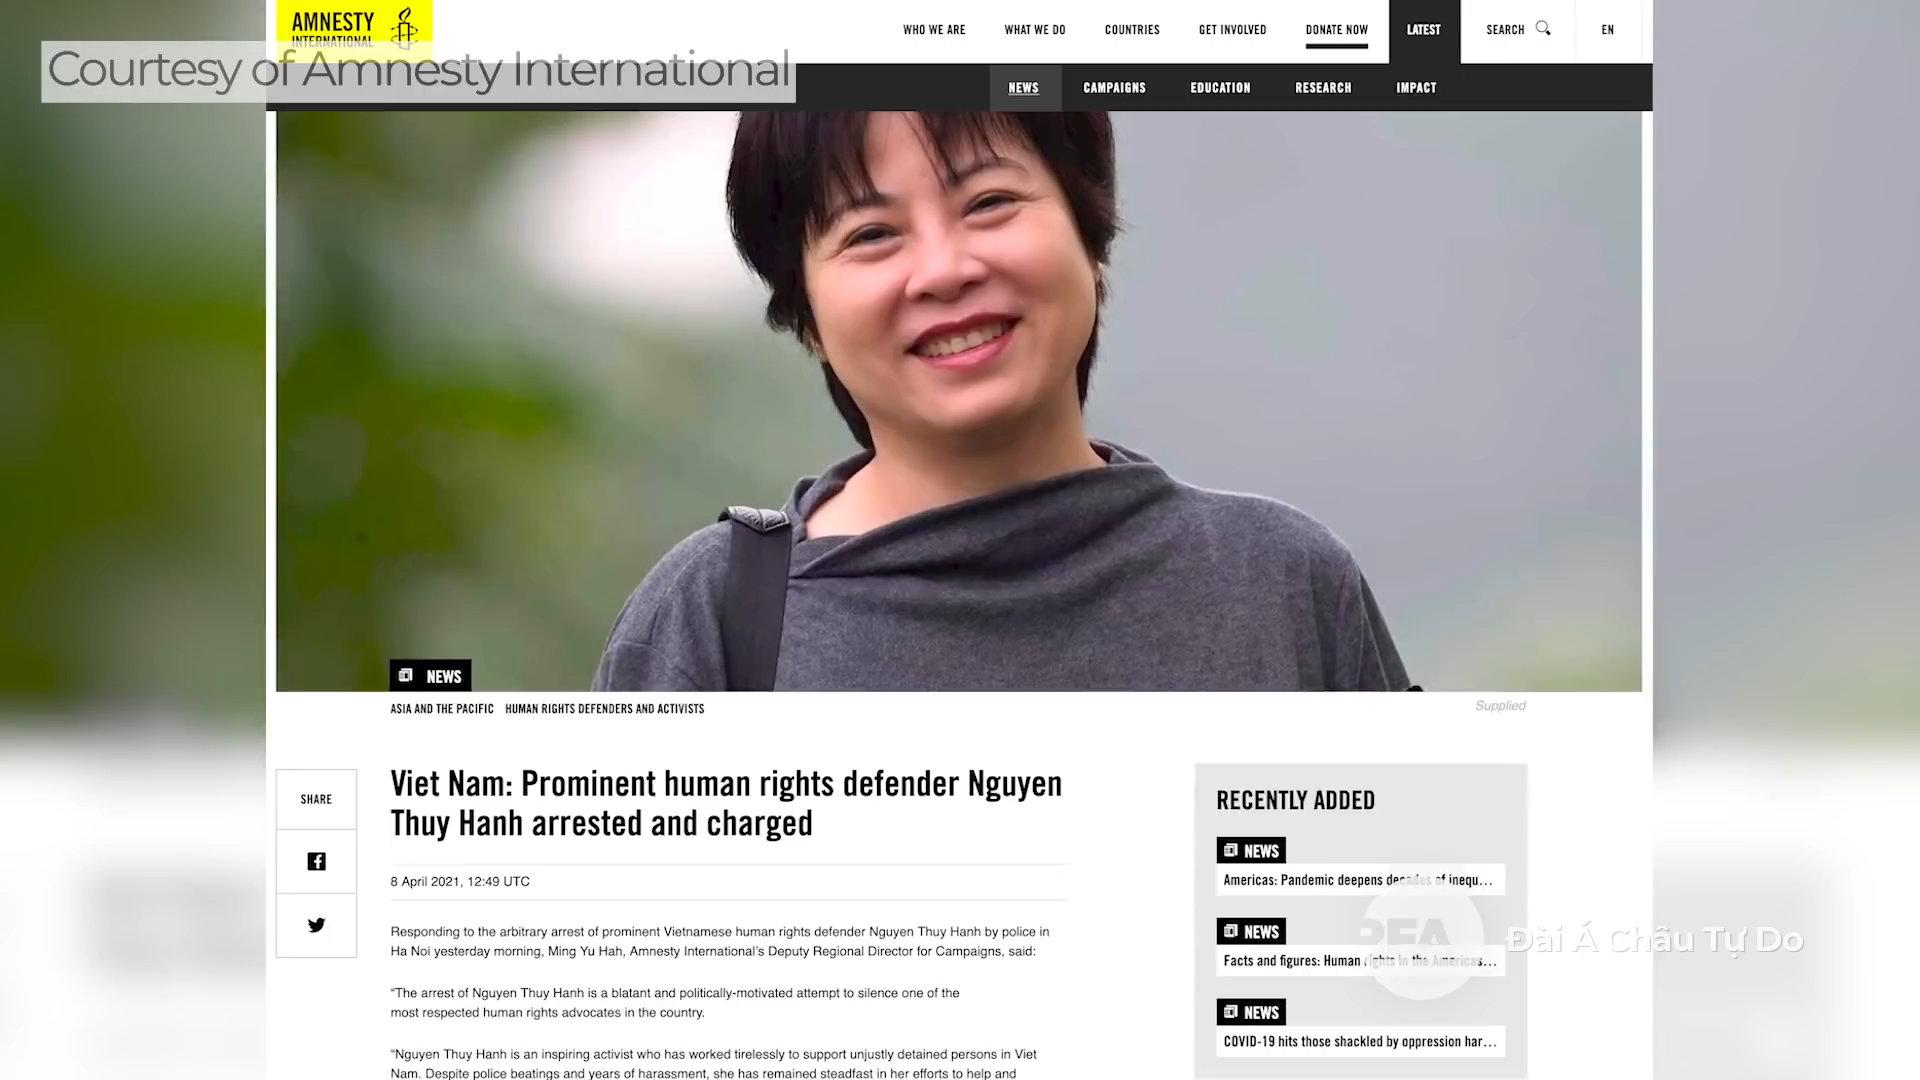 AMNESTY
INTERNATIONAL
Courtesy of Amnesty International
WHO WE ARE
WHAT WE DO
COUNTRIES
GET INVOLVED
DONATE NOW
LATEST
SEARCH
EN
NEWS
CAMPAIGNS
EDUCATION
RESEARCH
IMPACT
NEWS
ASIA AND THE PACIFIC HUMAN RIGHTS DEFENDERS AND ACTIVISTS
Supplied
SHARE
Viet Nam: Prominent human rights defender Nguyen
Thuy Hanh arrested and charged
8 April 2021, 12:49 UTC
Responding to the arbitrary arrest of prominent Vietnamese human rights defender Nguyen Thuy Hanh by police in
Ha Noi yesterday morning, Ming Yu Hah, Amnesty International's Deputy Regional Director for Campaigns, said:
“The arrest of Nguyen Thuy Hanh is a blatant and politically-motivated attempt to silence one of the
most respected human rights advocates in the country.
“Nguyen Thuy Hanh is an inspiring activist who has worked tirelessly to support unjustly detained persons in Viet
Nam. Despite police beatings and years of harassment, she has remained steadfast in her efforts to help and
RECENTLY ADDED
NEWS
Americas: Pandemic deepens decades of inequ...
NEWS
Facts and figures: Human rights in the Americas...
NEWS
COVID-19 hits those shackled by oppression har...
RFA
Đài Á Châu Tự Do